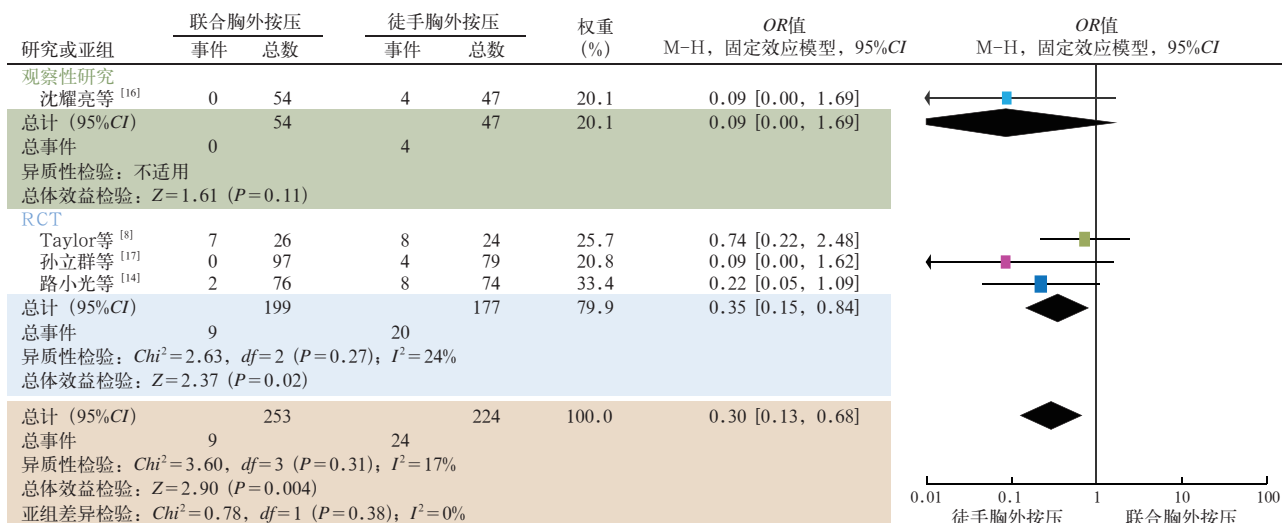 联合胸外按压 徒手胸外按压 权重 OR值 OR值
研究或亚组 事件 总数 事件 总数 (%) M-H，固定效应模型，95%CI M-H，固定效应模型，95%CI
观察性研究
沈耀亮等 [16] 0 54 4 47 20.1 0.09 [0.00, 1.69]
总计（95%CI） 54 47 20.1 0.09 [0.00, 1.69]
总事件 0 4
异质性检验：不适用
总体效益检验：Z=1.61 (P=0.11)
RCT
Taylor等 [8] 7 26 8 24 25.7 0.74 [0.22, 2.48]
孙立群等 [17] 0 97 4 79 20.8 0.09 [0.00, 1.62]
路小光等 [14] 2 76 8 74 33.4 0.22 [0.05, 1.09]
总计（95%CI） 199 177 79.9 0.35 [0.15, 0.84]
总事件 9 20
异质性检验：Chi²=2.63, df=2 (P=0.27)；I²=24%
总体效益检验：Z=2.37 (P=0.02)
总计（95%CI） 253 224 100.0 0.30 [0.13, 0.68]
总事件 9 24
异质性检验：Chi²=3.60, df=3 (P=0.31)；I²=17%
总体效益检验：Z=2.90 (P=0.004)
亚组差异检验：Chi²=0.78, df=1 (P=0.38)；I²=0%
0.01 0.1 1 10 100
徒手胸外按压 联合胸外按压